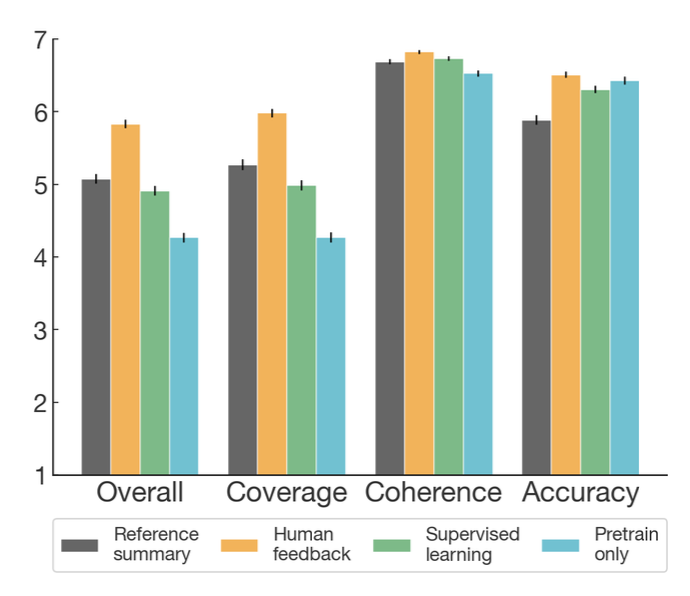 7
6
5
4
3
2
1
Overall Coverage Coherence Accuracy
Reference summary
Human feedback
Supervised learning
Pretrain only